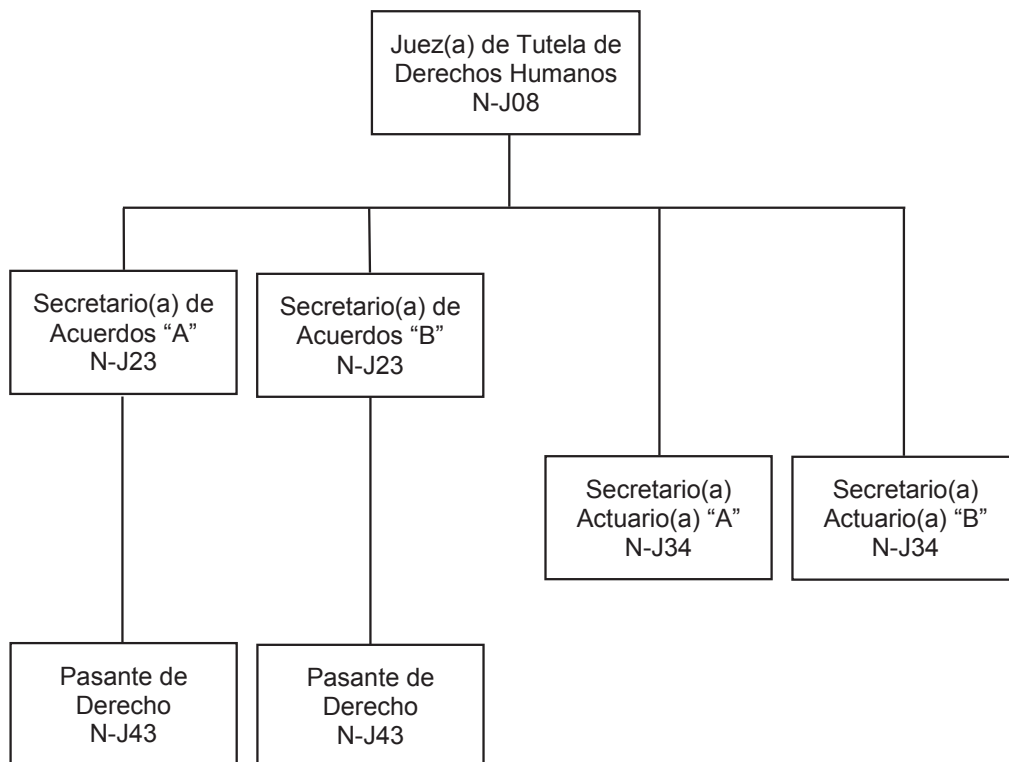 Juez(a) de Tutela de
Derechos Humanos
N-J08
Secretario(a) de
Acuerdos “A”
N-J23
Secretario(a) de
Acuerdos “B”
N-J23
Secretario(a)
Actuario(a) “A”
N-J34
Secretario(a)
Actuario(a) “B”
N-J34
Pasante de
Derecho
N-J43
Pasante de
Derecho
N-J43